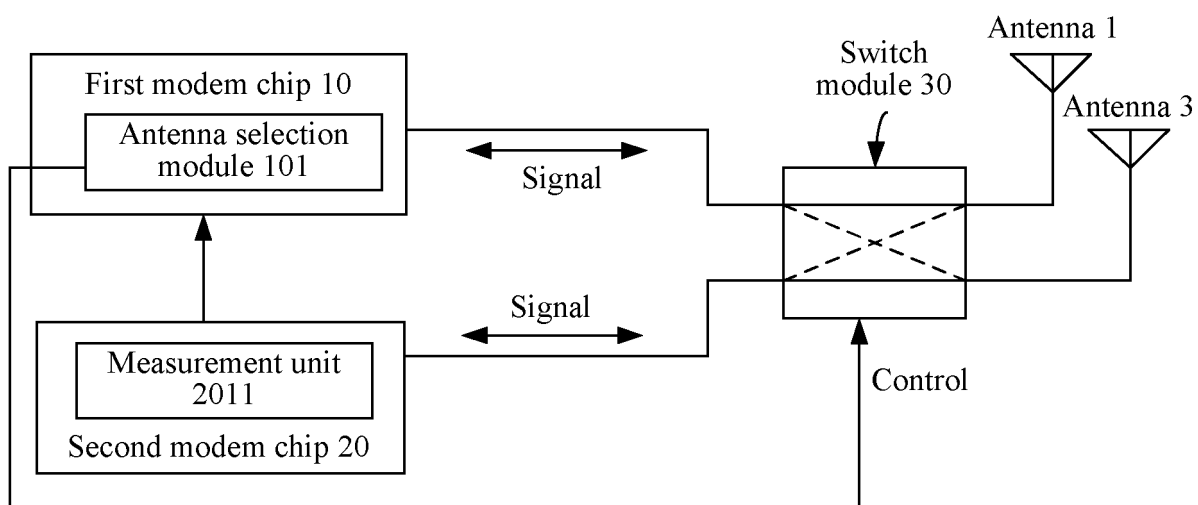 Antenna 1
Switch
module 30
First modem chip 10
Antenna 3
Antenna selection
module 101
Signal
Signal
Measurement unit
2011
Control
Second modem chip 20